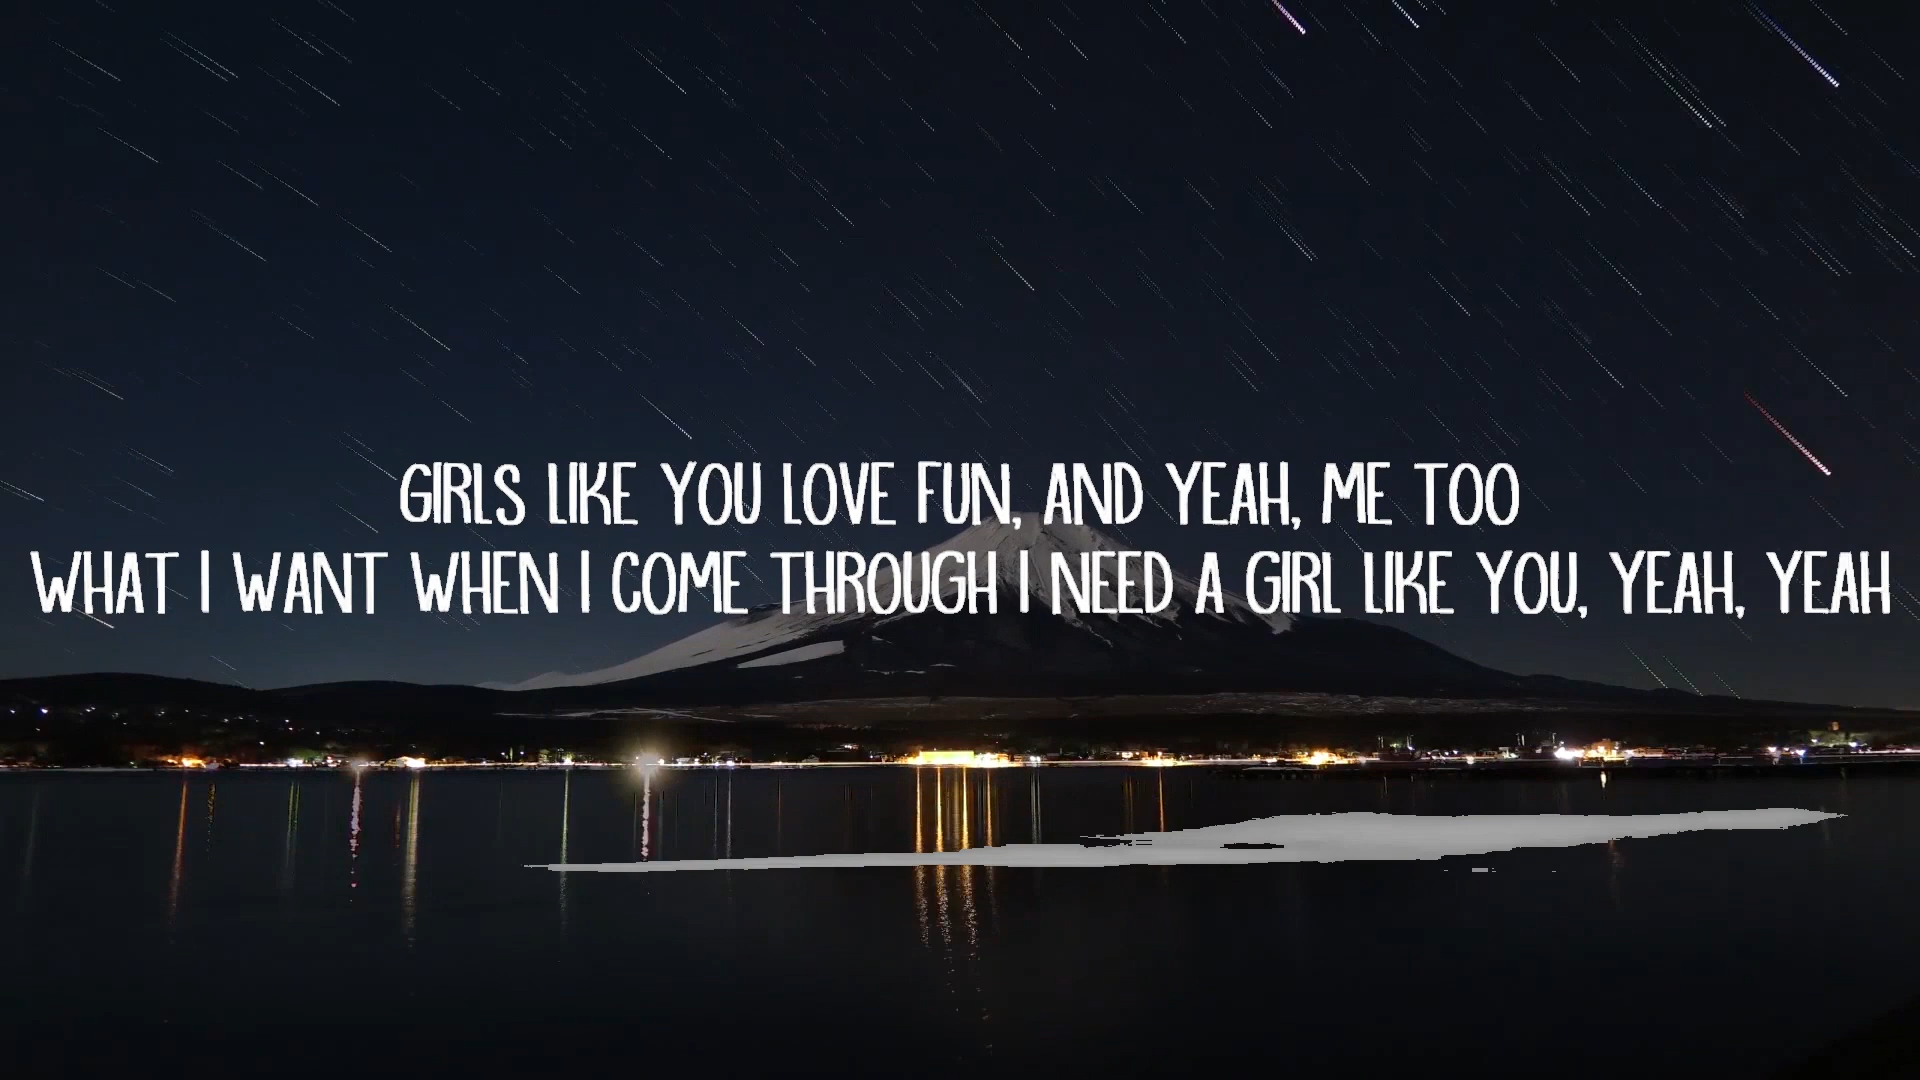 GIRLS LIKE YOU LOVE FUN, AND YEAH, ME TOO
WHAT I WANT WHEN I COME THROUGH I NEED A GIRL LIKE YOU, YEAH, YEAH